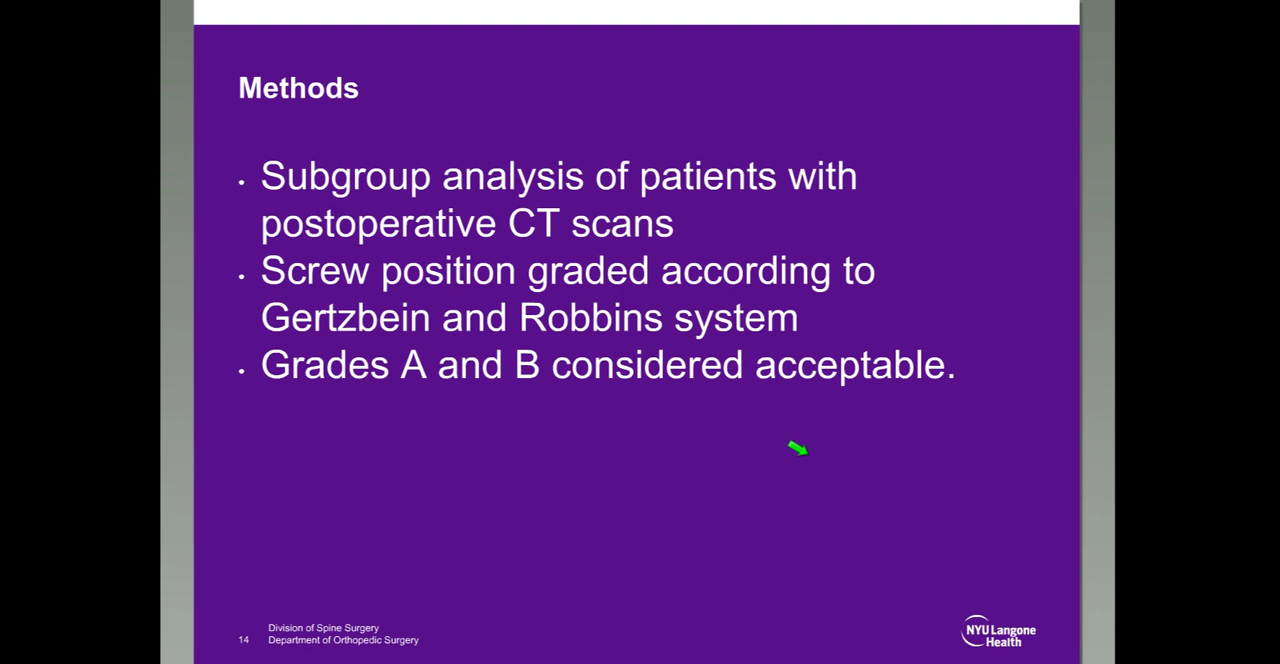 Methods
• Subgroup analysis of patients with
postoperative CT scans
• Screw position graded according to
Gertzbein and Robbins system
• Grades A and B considered acceptable.
Division of Spine Surgery
14 Department of Orthopedic Surgery
NYU Langone
Health